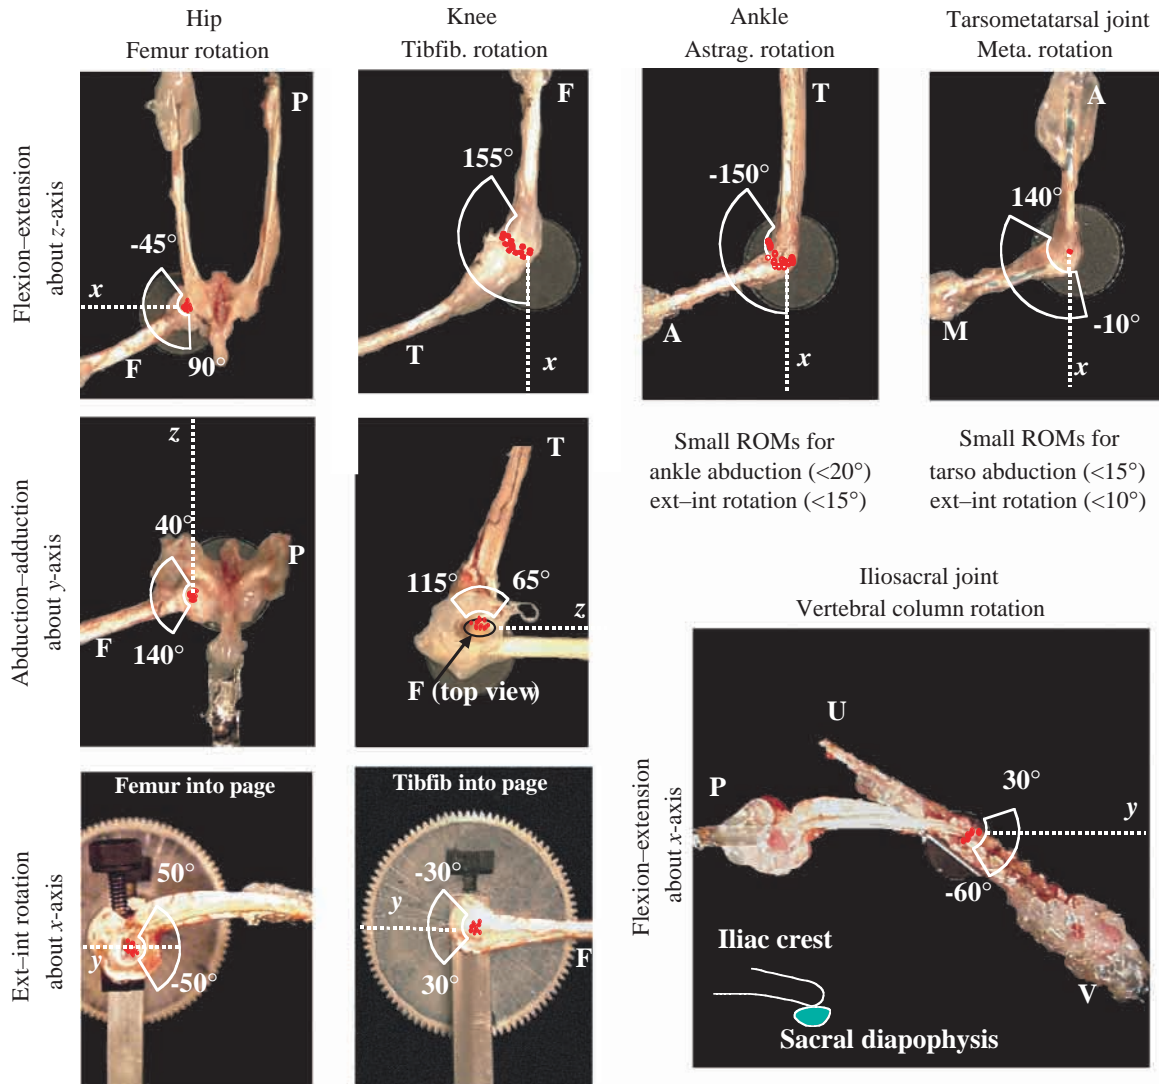 Hip
Femur rotation
Knee
Tibfib. rotation
Ankle
Astrag. rotation
Tarsometatarsal joint
Meta. rotation
Flexion–extension
about z-axis
P
-45°
x
F
90°
F
155°
T
x
T
-150°
A
x
A
140°
M
-10°
x
Abduction–adduction
about y-axis
z
40°
P
F
140°
T
115°
65°
z
F (top view)
Small ROMs for
ankle abduction (<20°)
ext–int rotation (<15°)
Small ROMs for
tarso abduction (<15°)
ext–int rotation (<10°)
Ext–int rotation
about x-axis
Femur into page
50°
y
-50°
Tibfib into page
-30°
y
F
30°
Iliosacral joint
Vertebral column rotation
Flexion–extension
about x-axis
U
P
30°
y
-60°
Iliac crest
V
Sacral diapophysis